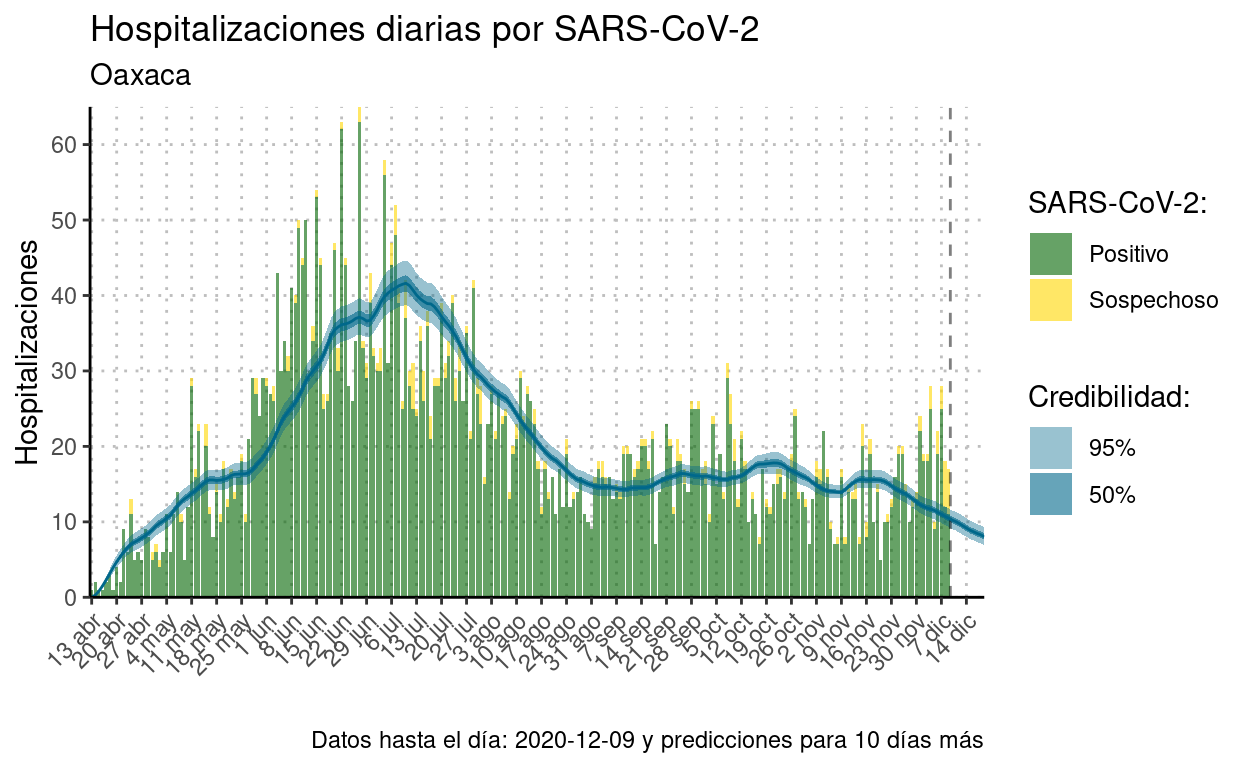 Hospitalizaciones diarias por SARS-CoV-2
Oaxaca
Hospitalizaciones
60
50
40
30
20
10
0
13 abr
20 abr
27 abr
4 may
11 may
18 may
25 may
1 jun
8 jun
15 jun
22 jun
29 jun
6 jul
13 jul
20 jul
27 jul
3 ago
10 ago
17 ago
24 ago
31 ago
7 sep
14 sep
21 sep
28 sep
5 oct
12 oct
19 oct
26 oct
2 nov
9 nov
16 nov
23 nov
30 nov
7 dic
14 dic
SARS-CoV-2:
Positivo
Sospechoso
Credibilidad:
95%
50%
Datos hasta el día: 2020-12-09 y predicciones para 10 días más